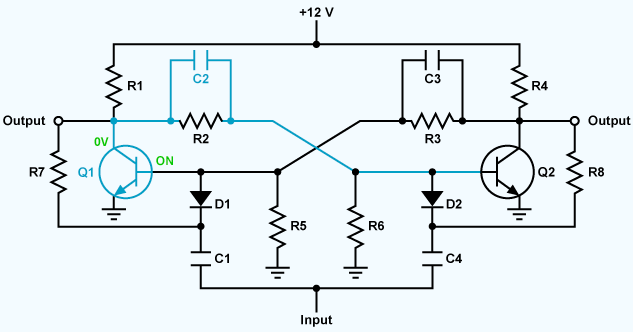 +12 V
C2
C3
R1
R4
Output
R2
R3
Output
0V
Q1
ON
Q2
R7
R8
D1
D2
R5
R6
C1
C4
Input